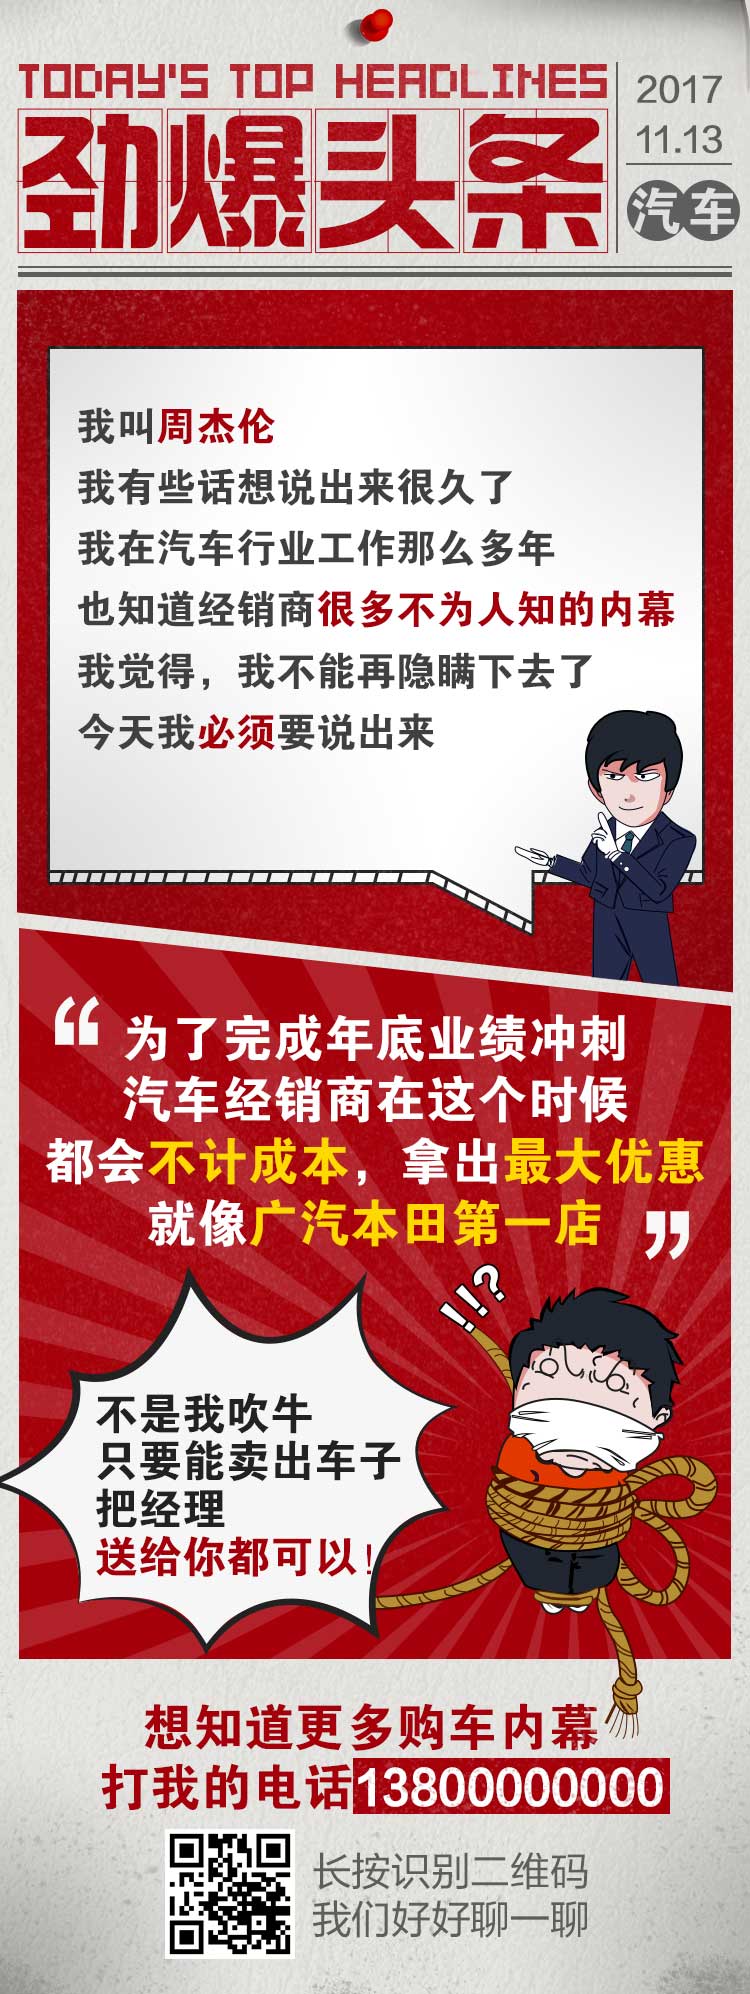 TODAY'S TOP HEADLINES
劲爆头条
2017
11.13
汽车
我叫周杰伦
我有些话想说出来很久了
我在汽车行业工作那么多年
也知道经销商很多不为人知的内幕
我觉得，我不能再隐瞒下去了
今天我必须要说出来
“为了完成年底业绩冲刺
汽车经销商在这个时候
都会不计成本，拿出最大优惠
就像广汽本田第一店”
!!?
不是我吹牛
只要能卖出车子
把经理
送给你都可以!
想知道更多购车内幕
打我的电话13800000000
长按识别二维码
我们好好聊一聊